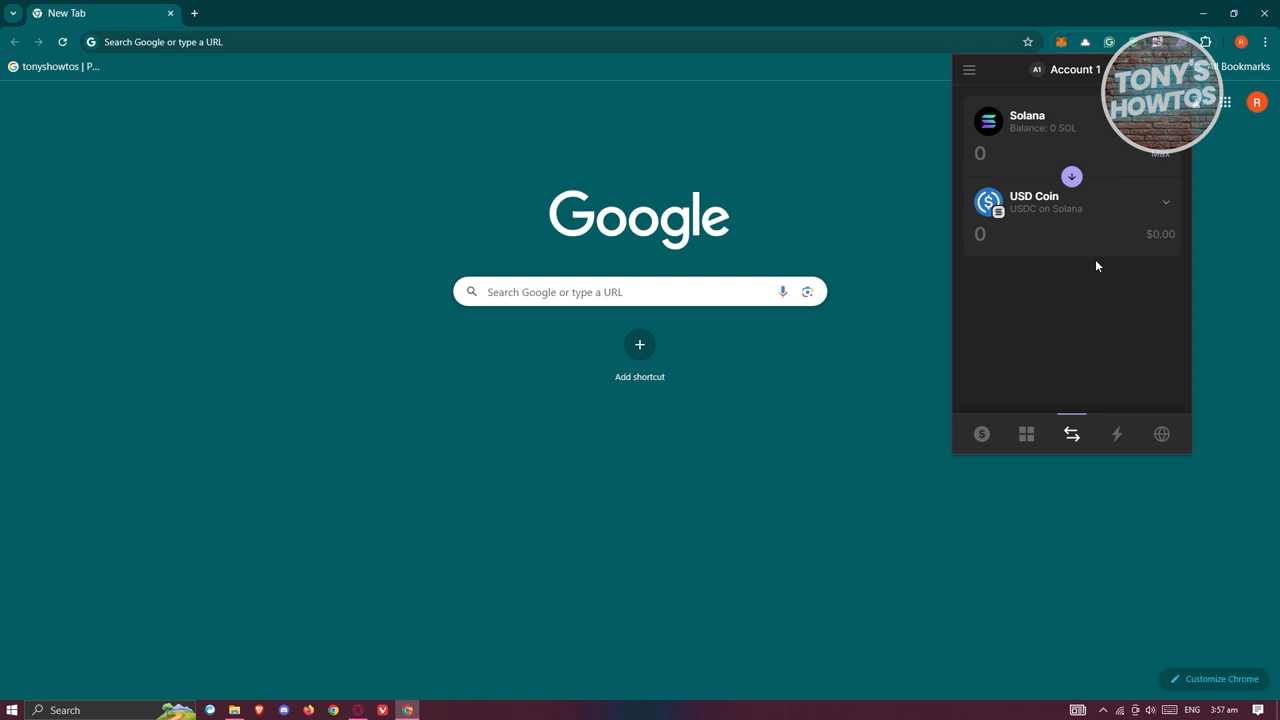 New Tab
Search Google or type a URL
tonyshowtos | P...
All Bookmarks
A1 Account 1
TONY'S
HOWTOS
R
Solana
Balance: 0 SOL
0
Max
USD Coin
USDC on Solana
0
$0.00
Google
Search Google or type a URL
Add shortcut
Customize Chrome
Search
ENG
3:57 am